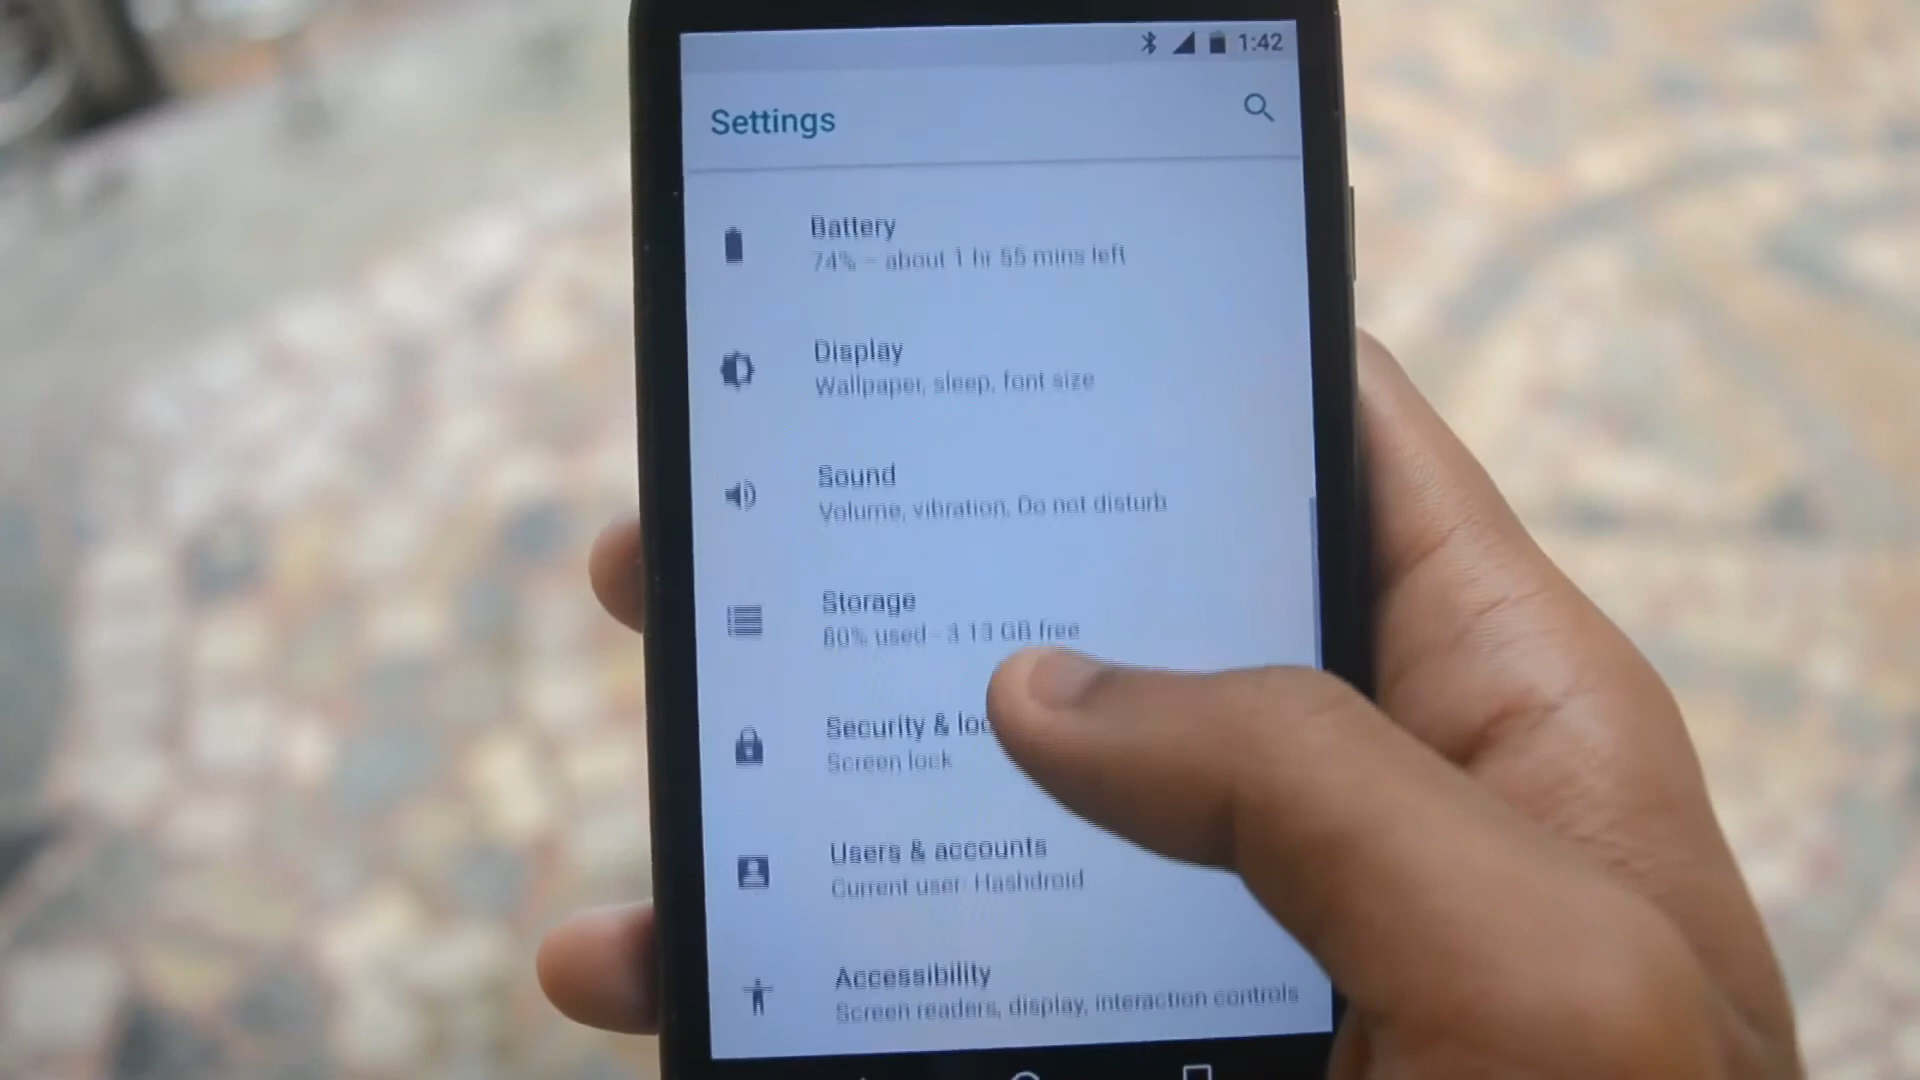 1:42
Settings
Battery
74% – about 1 hr 55 mins left
Display
Wallpaper, sleep, font size
Sound
Volume, vibration, Do not disturb
Storage
80% used - 3.13 GB free
Security & loc
Screen lock
Users & accounts
Current user: Hashdroid
Accessibility
Screen readers, display, interaction controls